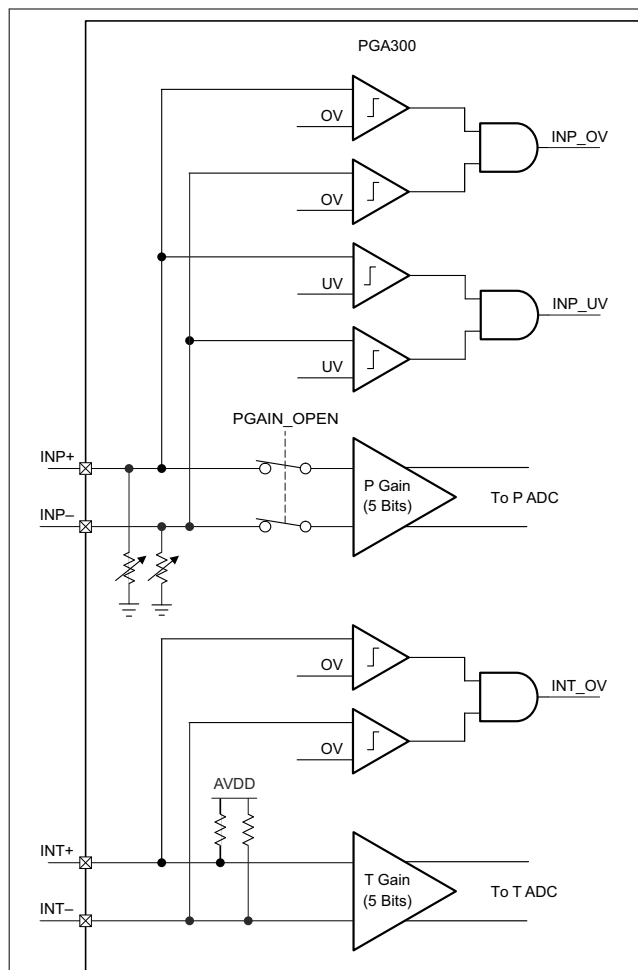 PGA300
OV
INP_OV
OV
UV
INP_UV
UV
PGAIN_OPEN
INP+
P Gain
(5 Bits)
To P ADC
INP–
OV
INT_OV
OV
AVDD
INT+
T Gain
(5 Bits)
To T ADC
INT–